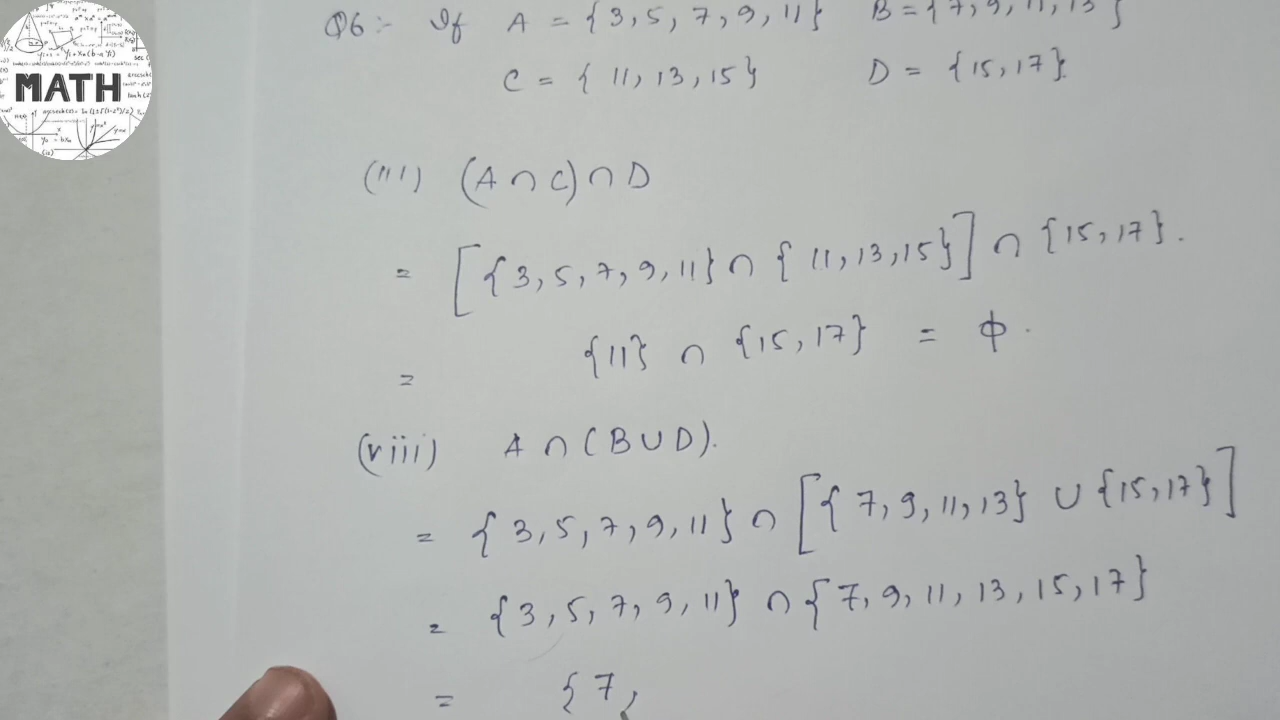 MATH
Q6:- If A = {3, 5, 7, 9, 11} B = {7, 9, 11, 13}
C = {11, 13, 15} D = {15, 17}.
(iii) (A ∩ C) ∩ D
= [{3, 5, 7, 9, 11} ∩ {11, 13, 15}] ∩ {15, 17}.
= {11} ∩ {15, 17} = ϕ.
(viii) A ∩ (B ∪ D).
= {3, 5, 7, 9, 11} ∩ [{7, 9, 11, 13} ∪ {15, 17}]
= {3, 5, 7, 9, 11} ∩ {7, 9, 11, 13, 15, 17}
= {7,